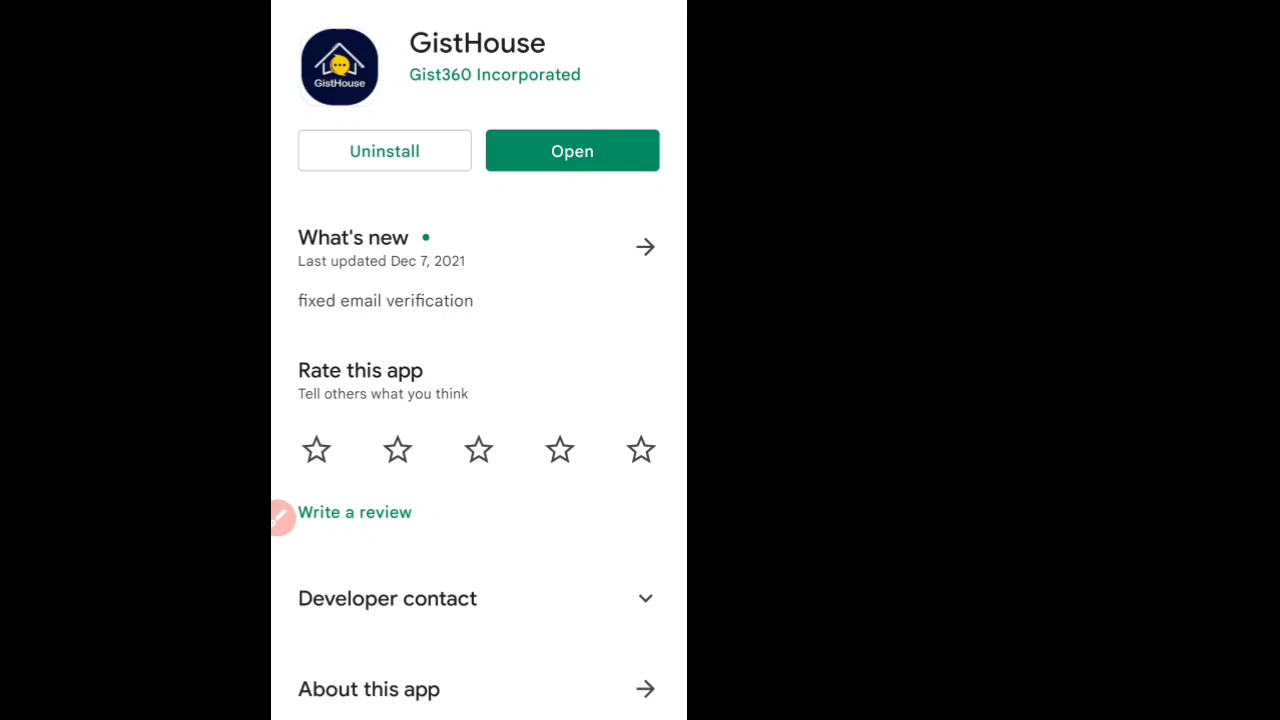 GistHouse
GistHouse
Gist360 Incorporated
Uninstall
Open
What's new
Last updated Dec 7, 2021
fixed email verification
Rate this app
Tell others what you think
Write a review
Developer contact
About this app